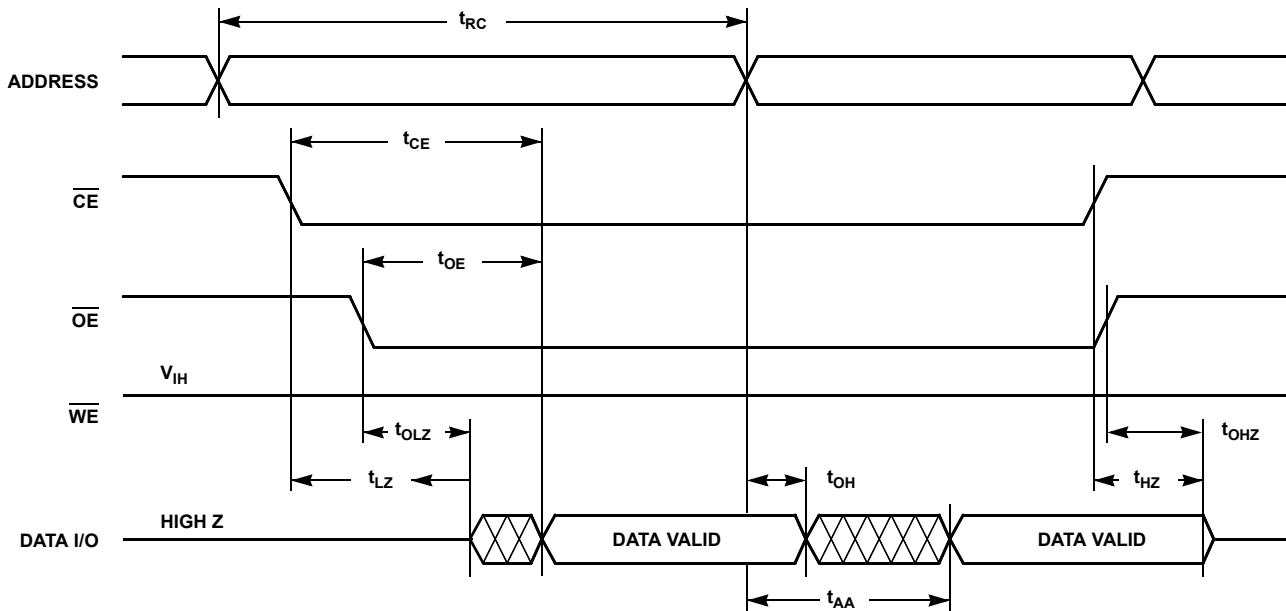 tRC
ADDRESS
tCE
CE
tOE
OE
VIH
WE
tOLZ
tOHZ
tLZ
tOH
tHZ
HIGH Z
DATA I/O
DATA VALID
DATA VALID
tAA